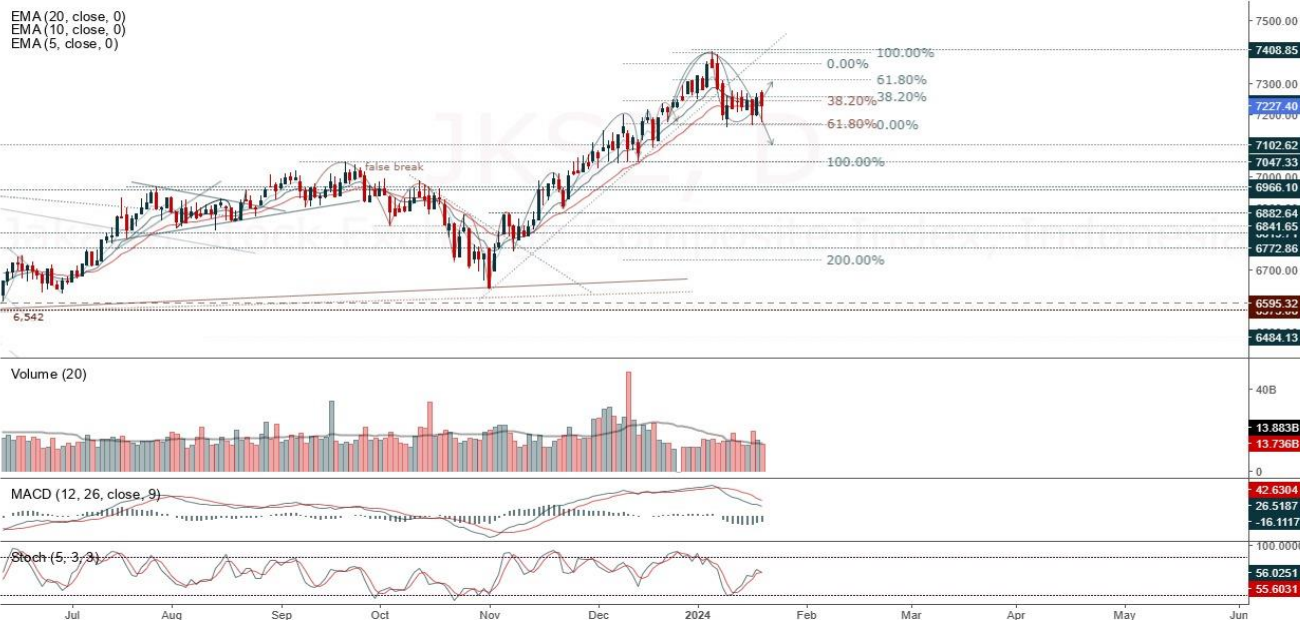 EMA (20, close, 0)
EMA (10, close, 0)
EMA (5, close, 0)
7500.00
7408.85
100.00%
0.00%
61.80%
7300.00
38.20%
38.20%
7227.40
7200.00
61.80%
0.00%
7102.62
7047.33
100.00%
false break
7000.00
6966.10
6882.64
6841.65
6772.86
200.00%
6700.00
6595.32
6,542
6484.13
Volume (20)
40B
13.883B
13.736B
0
MACD (12, 26, close, 9)
42.6304
26.5187
-16.1117
Stoch (5, 3, 3)
100.0000
56.0251
55.6031
Jul
Aug
Sep
Oct
Nov
Dec
2024
Feb
Mar
Apr
May
Jun